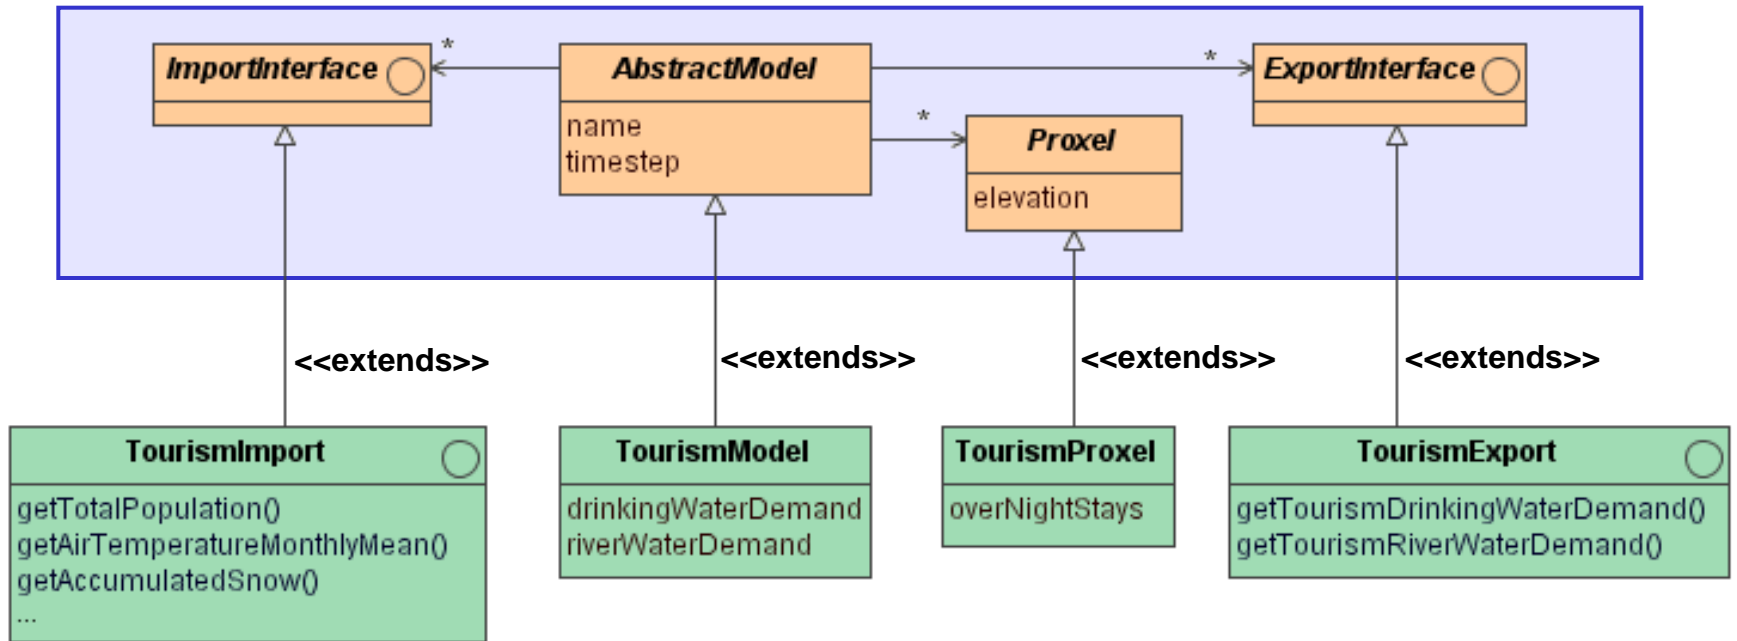 ImportInterface
*
AbstractModel
name
timestep
*
ExportInterface
*
Proxel
elevation
<<extends>>
<<extends>>
<<extends>>
<<extends>>
TourismImport
getTotalPopulation()
getAirTemperatureMonthlyMean()
getAccumulatedSnow()
...
TourismModel
drinkingWaterDemand
riverWaterDemand
TourismProxel
overNightStays
TourismExport
getTourismDrinkingWaterDemand()
getTourismRiverWaterDemand()